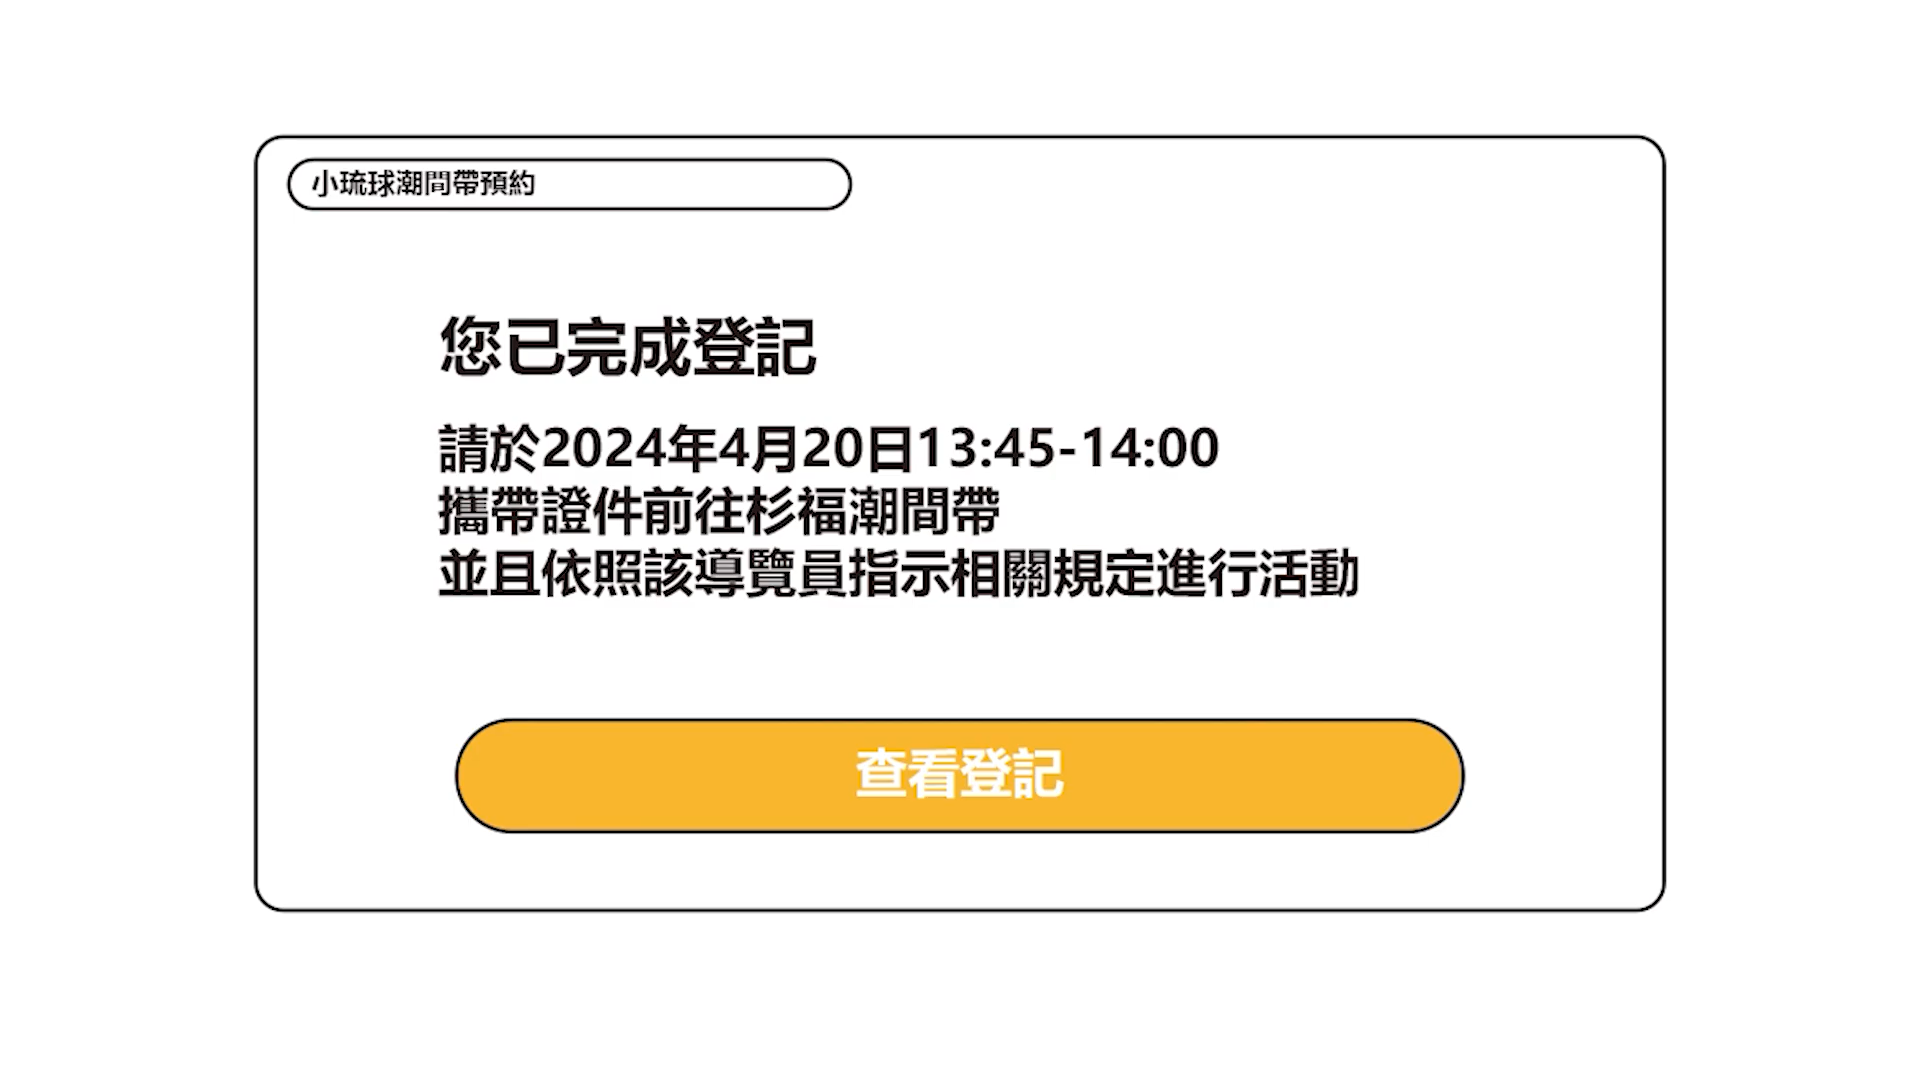 小琉球潮間帶預約
您已完成登記
請於2024年4月20日13:45-14:00
攜帶證件前往杉福潮間帶
並且依照該導覽員指示相關規定進行活動
查看登記